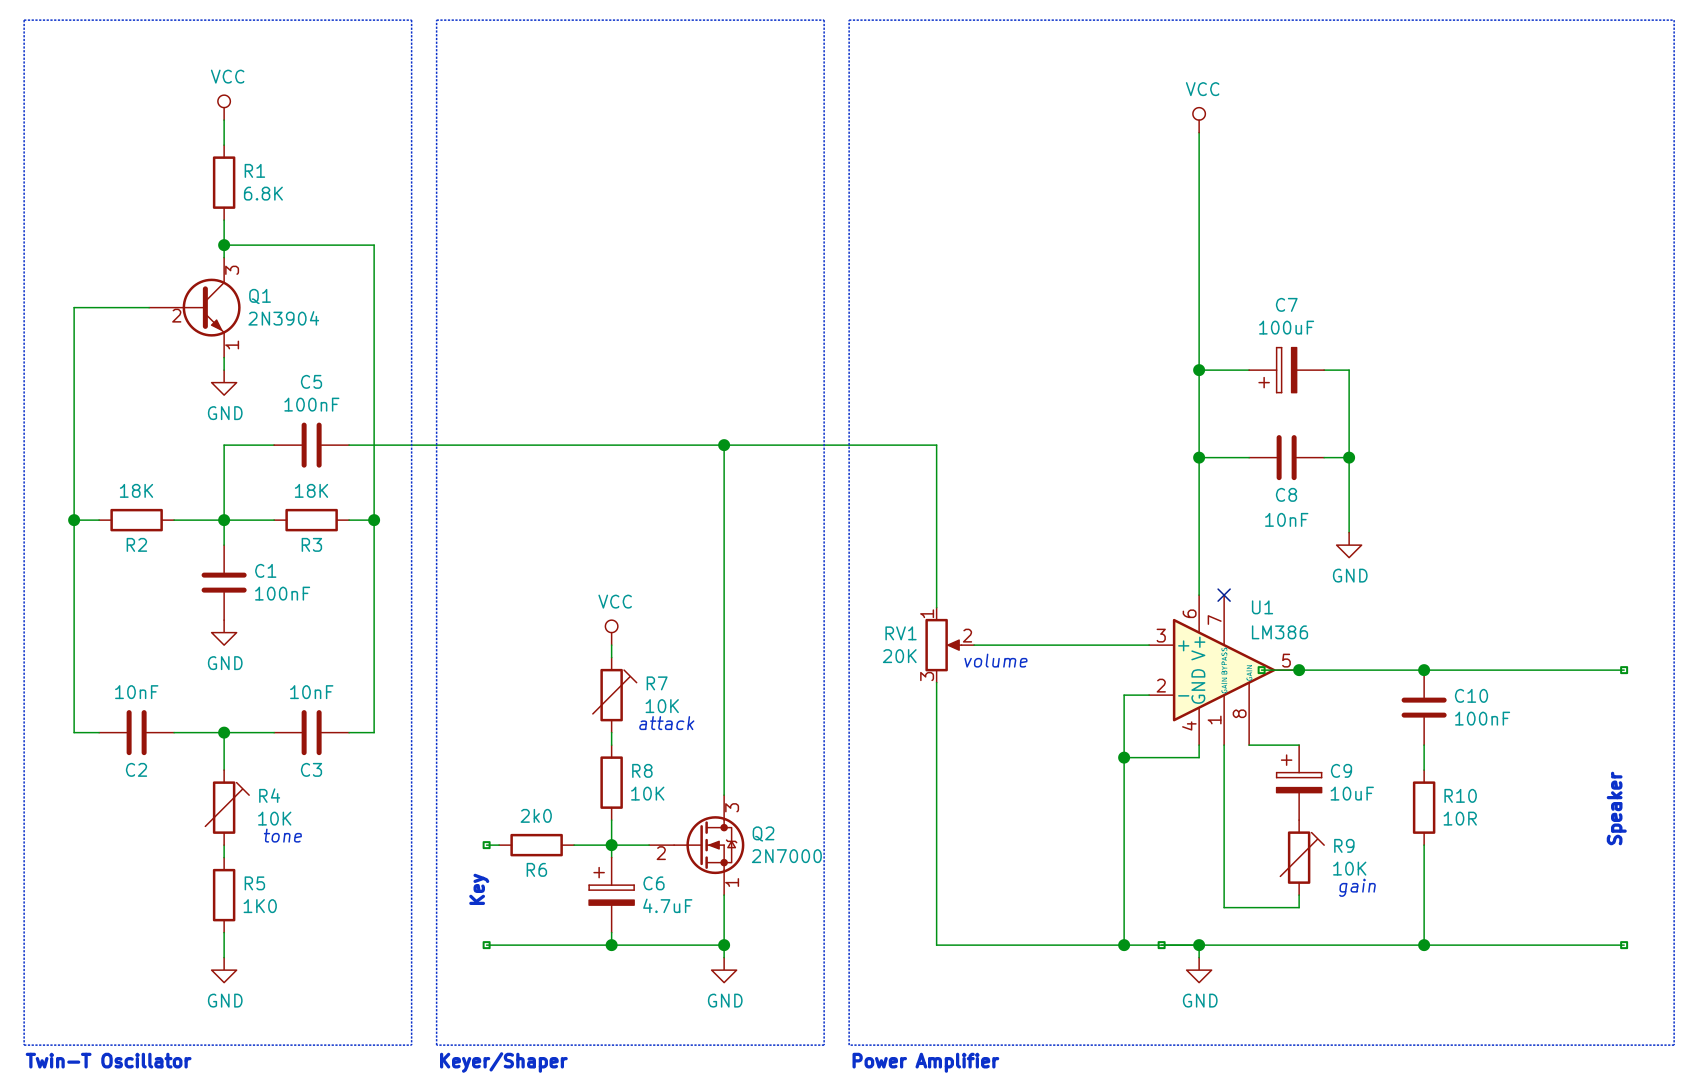 VCC
R1
6.8K
3
2
1
Q1
2N3904
GND
C5
100nF
18K
R2
18K
R3
C1
100nF
GND
10nF
C2
10nF
C3
R4
10K
tone
R5
1K0
GND
Twin-T Oscillator
VCC
R7
10K
attack
R8
10K
2k0
R6
Key
2
3
1
Q2
2N7000
+
C6
4.7uF
GND
Keyer/Shaper
VCC
C7
100uF
+
C8
10nF
GND
RV1
20K
1
2
3
volume
U1
LM386
6
7
3
2
4
1
8
5
+
-
V+
GND
GAIN
BYPASS
GAIN
+
C9
10uF
R9
10K
gain
C10
100nF
R10
10R
Speaker
GND
Power Amplifier